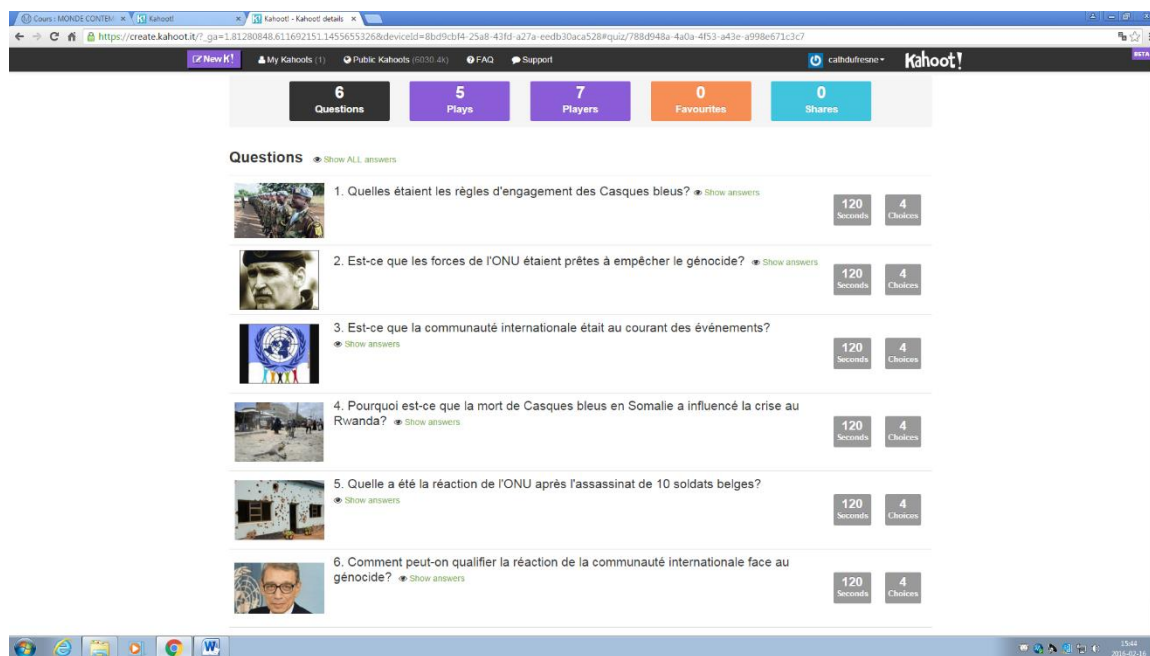 Cours : MONDE CONTEM
Kahoot!
Kahoot! - Kahoot! details
https://create.kahoot.it/?_ga=1.81280848.611692151.1455655326&deviceId=8bd9cbf4-25a8-43fd-a27a-eedb30aca528#quiz/788d948a-4a0a-4f53-a43e-a998e671c3c7
New K!
My Kahoots (1)
Public Kahoots (6030.4k)
FAQ
Support
cathdufresne
Kahoot!
BETA
6
Questions
5
Plays
7
Players
0
Favourites
0
Shares
Questions Show ALL answers
1. Quelles étaient les règles d'engagement des Casques bleus? Show answers
120
Seconds
4
Choices
2. Est-ce que les forces de l'ONU étaient prêtes à empêcher le génocide? Show answers
120
Seconds
4
Choices
3. Est-ce que la communauté internationale était au courant des événements?
Show answers
120
Seconds
4
Choices
4. Pourquoi est-ce que la mort de Casques bleus en Somalie a influencé la crise au
Rwanda? Show answers
120
Seconds
4
Choices
5. Quelle a été la réaction de l'ONU après l'assassinat de 10 soldats belges?
Show answers
120
Seconds
4
Choices
6. Comment peut-on qualifier la réaction de la communauté internationale face au
génocide? Show answers
120
Seconds
4
Choices
15:44
2016-02-16